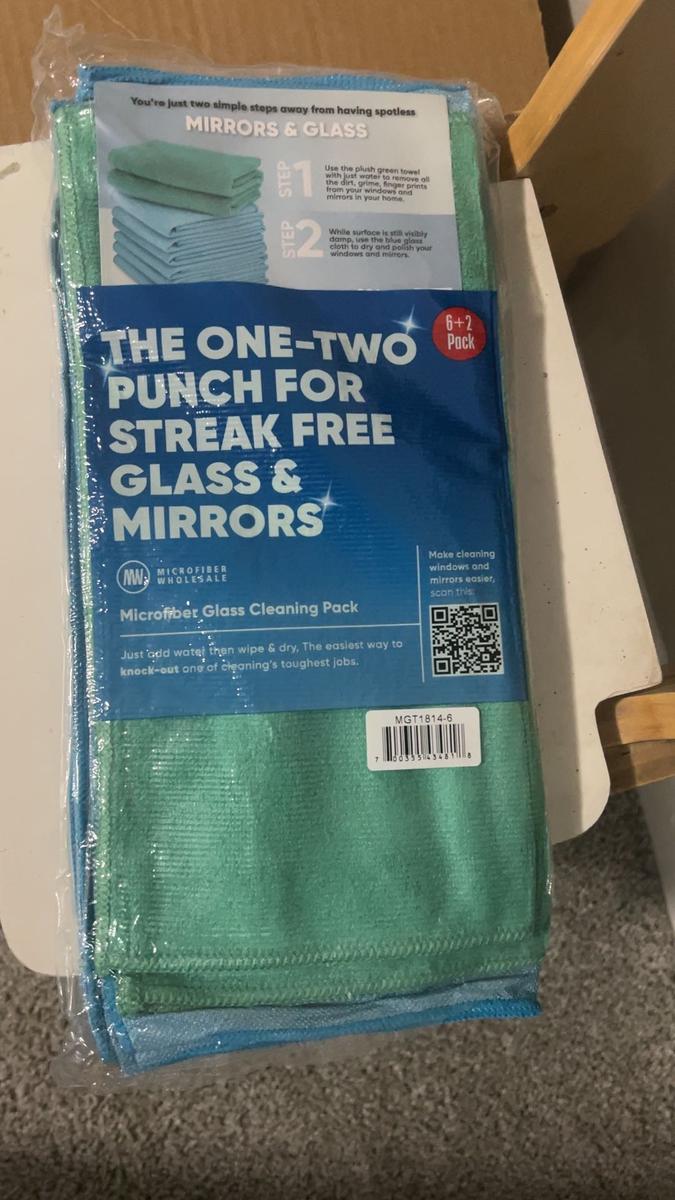 You're just two simple steps away from having spotless
MIRRORS & GLASS
STEP 1
Use the plush green towel
with just water to remove all
the dirt, grime, finger prints
from your windows and
mirrors in your home.
STEP 2
While surface is still visibly
damp, use the blue glass
cloth to dry and polish your
windows and mirrors.
6+2
Pack
THE ONE-TWO
PUNCH FOR
STREAK FREE
GLASS &
MIRRORS
MW
MICROFIBER
WHOLESALE
Microfiber Glass Cleaning Pack
Just add water then wipe & dry, The easiest way to
knock-out one of cleaning's toughest jobs.
Make cleaning
windows and
mirrors easier,
scan this:
MGT1814-6
7 00355 43481 8